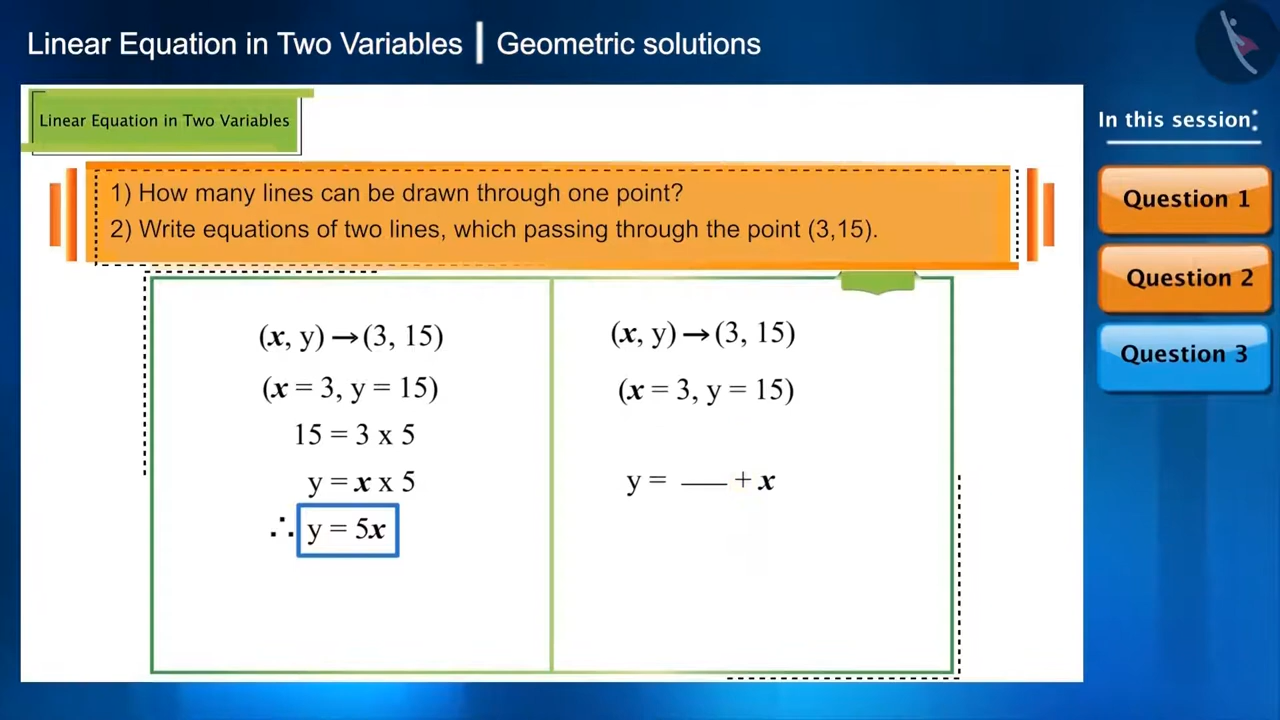 Linear Equation in Two Variables | Geometric solutions
Linear Equation in Two Variables
1) How many lines can be drawn through one point?
2) Write equations of two lines, which passing through the point (3,15).
(x, y) → (3, 15)
(x = 3, y = 15)
15 = 3 x 5
y = x x 5
∴ y = 5x
(x, y) → (3, 15)
(x = 3, y = 15)
y = ___ + x
In this session:
Question 1
Question 2
Question 3